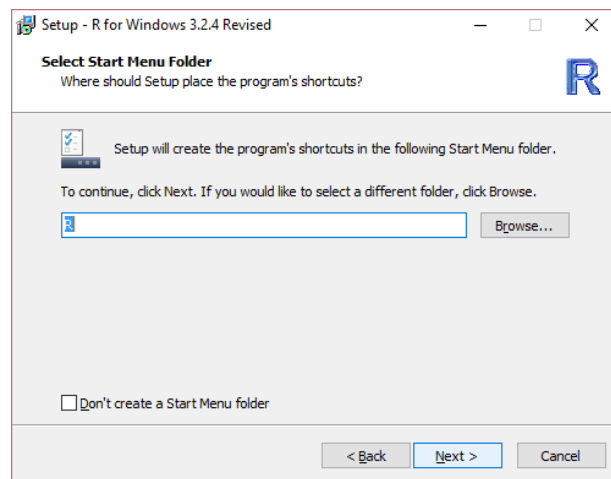 Setup - R for Windows 3.2.4 Revised
Select Start Menu Folder
Where should Setup place the program's shortcuts?
R
Setup will create the program's shortcuts in the following Start Menu folder.
To continue, click Next. If you would like to select a different folder, click Browse.
R
Browse...
Don't create a Start Menu folder
< Back
Next >
Cancel